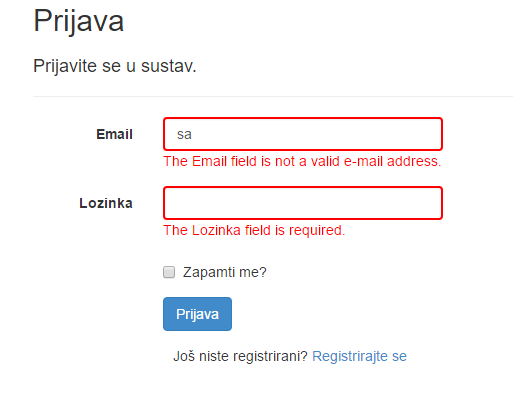 Prijava
Prijavite se u sustav.
Email
sa
The Email field is not a valid e-mail address.
Lozinka
The Lozinka field is required.
Zapamti me?
Prijava
Još niste registrirani? Registrirajte se